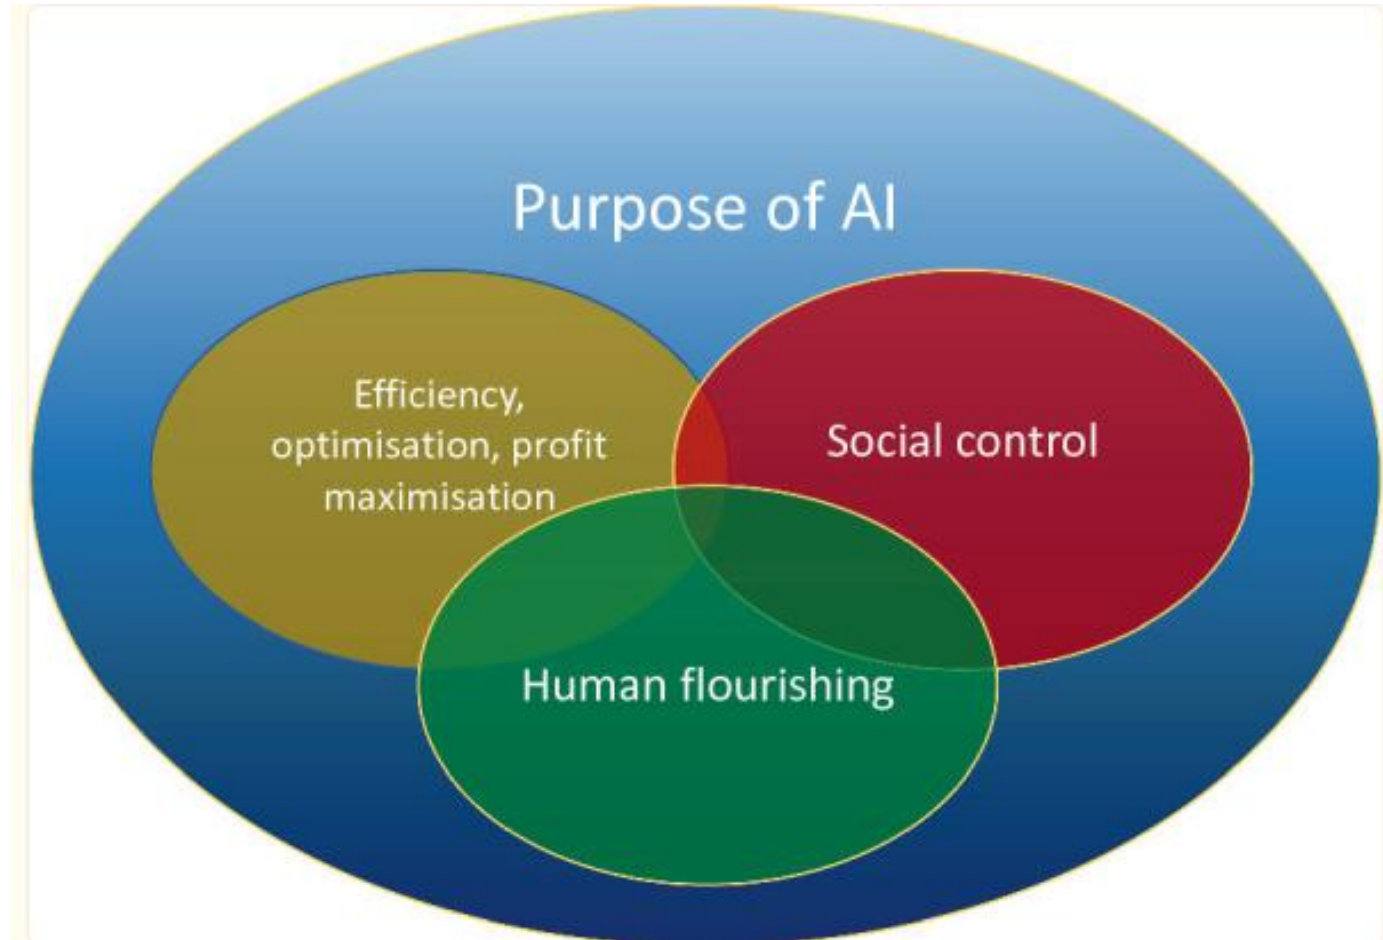 Purpose of AI
Efficiency,
optimisation, profit
maximisation
Social control
Human flourishing